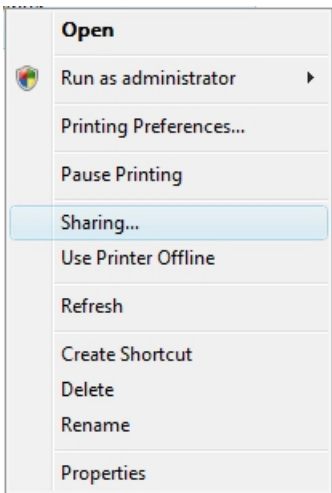 Open
Run as administrator
Printing Preferences...
Pause Printing
Sharing...
Use Printer Offline
Refresh
Create Shortcut
Delete
Rename
Properties